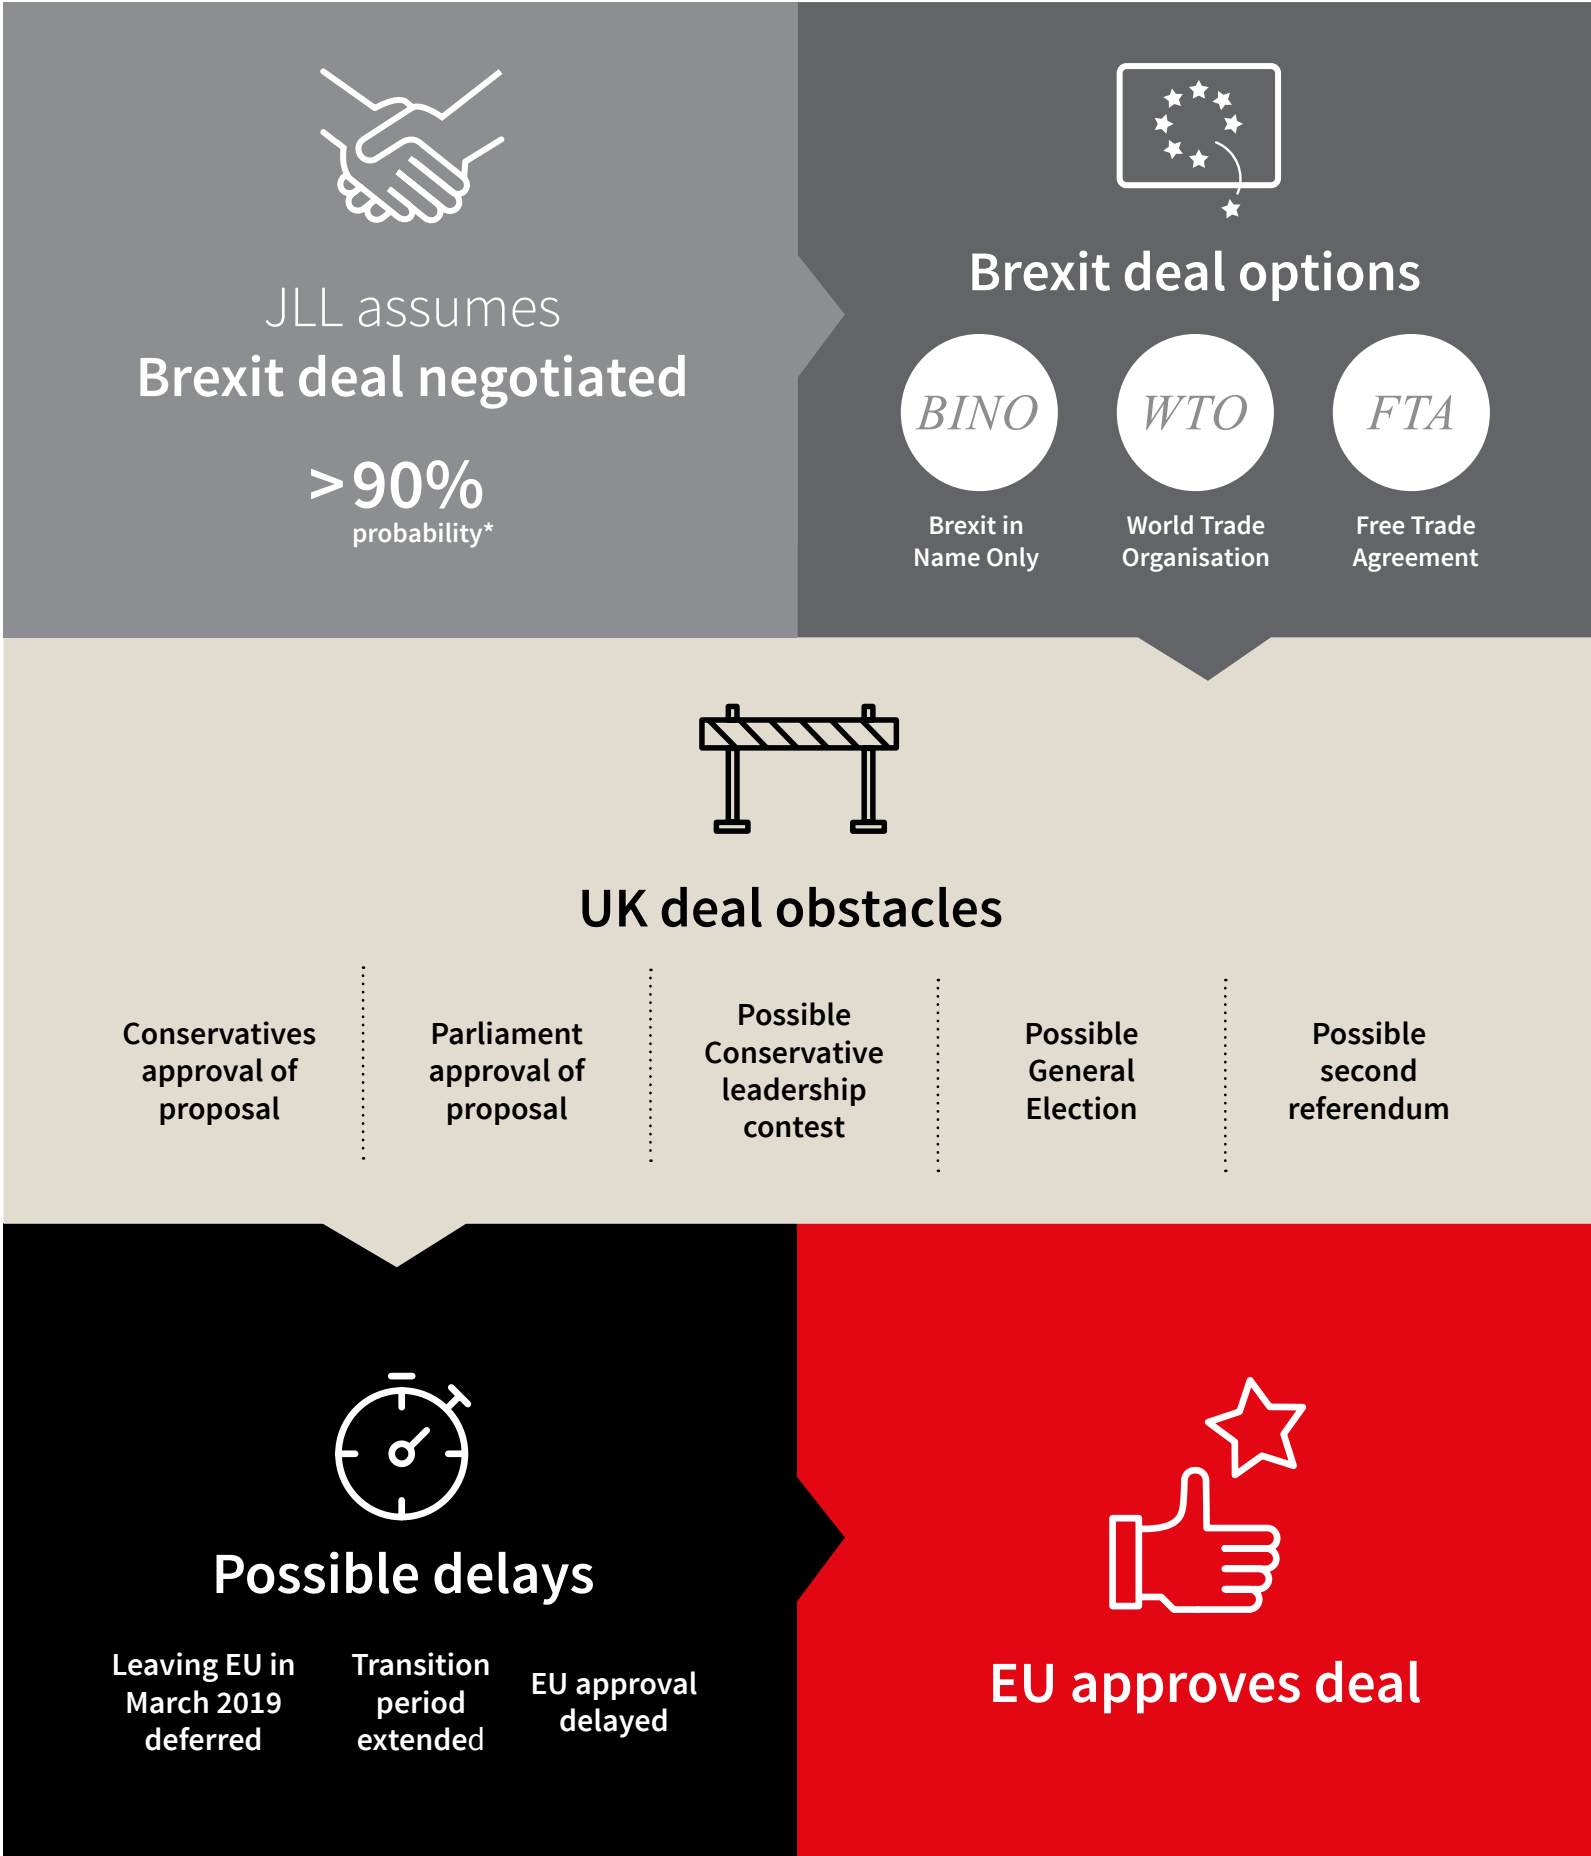 JLL assumes
Brexit deal negotiated
>90%
probability*
Brexit deal options
BINO
WTO
FTA
Brexit in
Name Only
World Trade
Organisation
Free Trade
Agreement
UK deal obstacles
Conservatives
approval of
proposal
Parliament
approval of
proposal
Possible
Conservative
leadership
contest
Possible
General
Election
Possible
second
referendum
Possible delays
Leaving EU in
March 2019
deferred
Transition
period
extended
EU approval
delayed
EU approves deal